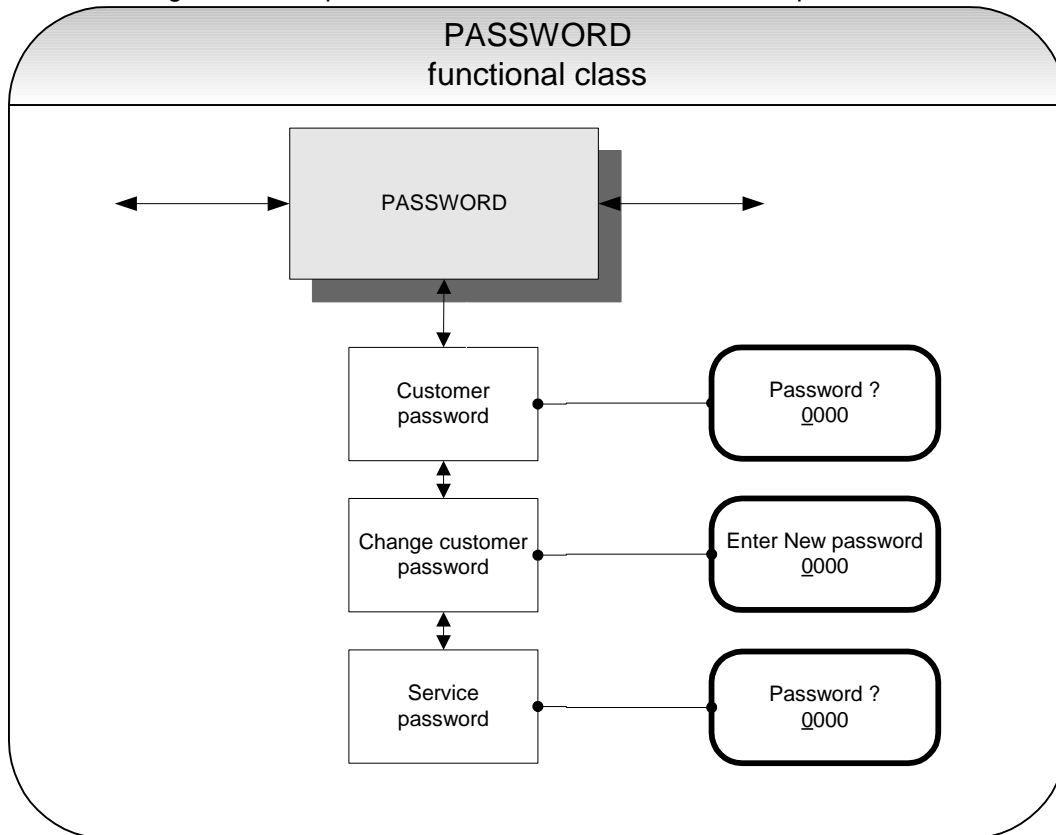 PASSWORD
functional class
PASSWORD
Customer
password
Password ?
0000
Change customer
password
Enter New password
0000
Service
password
Password ?
0000